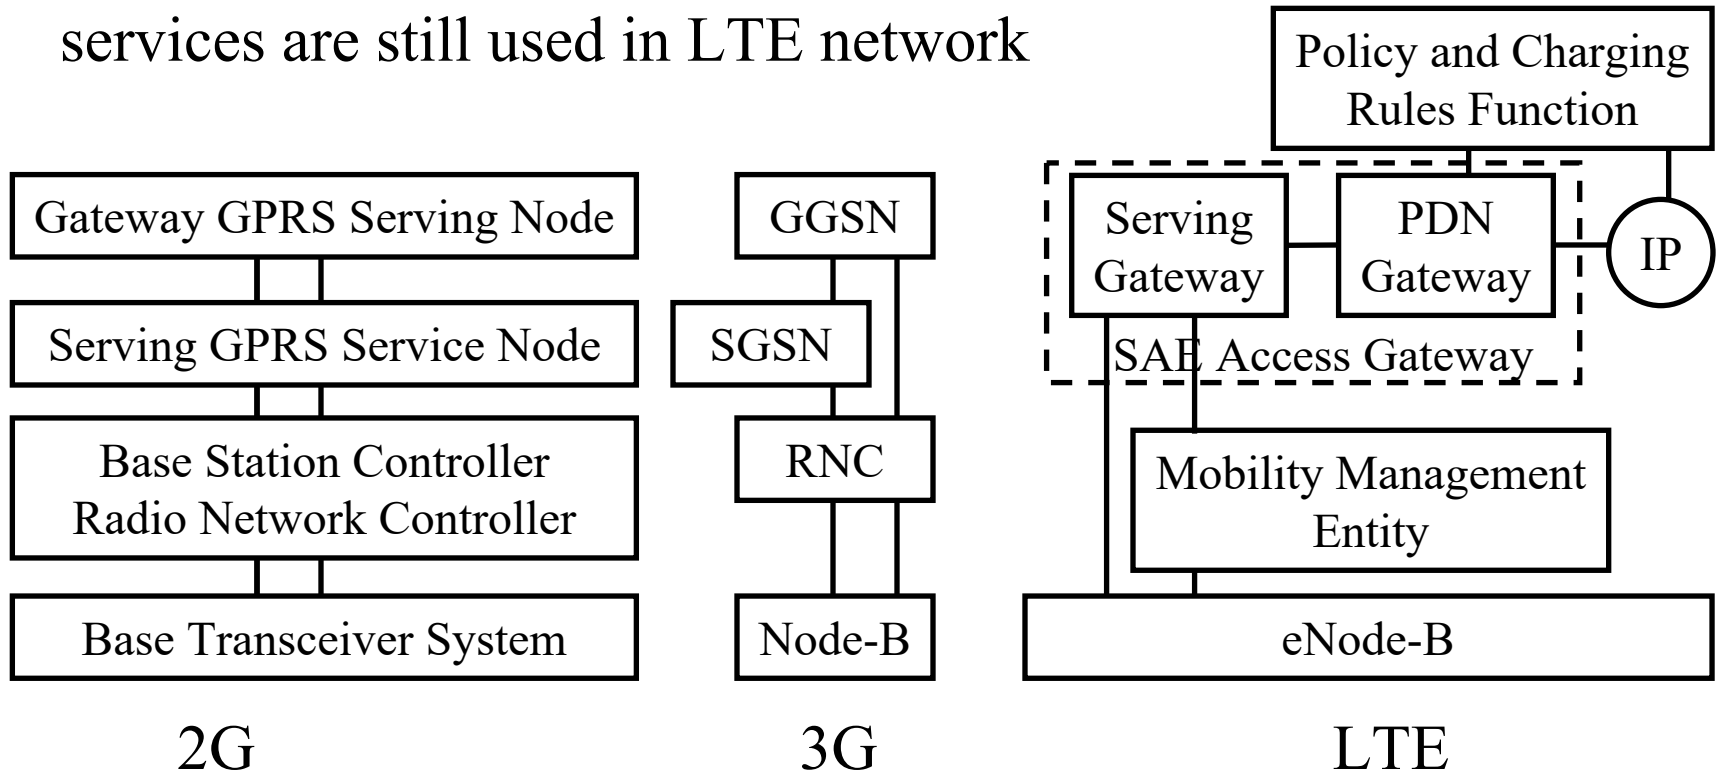 services are still used in LTE network
Policy and Charging
Rules Function
Gateway GPRS Serving Node
Serving GPRS Service Node
Base Station Controller
Radio Network Controller
Base Transceiver System
2G
GGSN
SGSN
RNC
Node-B
3G
Serving
Gateway
PDN
Gateway
IP
SAE Access Gateway
Mobility Management
Entity
eNode-B
LTE